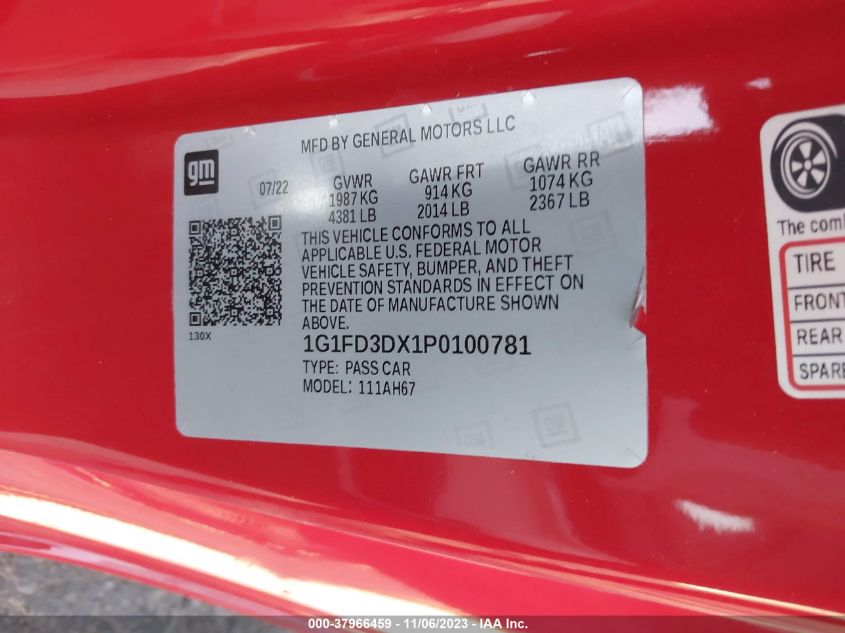 MFD BY GENERAL MOTORS LLC
gm
07/22
GVWR GAWR FRT GAWR RR
1987 KG 914 KG 1074 KG
4381 LB 2014 LB 2367 LB
THIS VEHICLE CONFORMS TO ALL
APPLICABLE U.S. FEDERAL MOTOR
VEHICLE SAFETY, BUMPER, AND THEFT
PREVENTION STANDARDS IN EFFECT ON
THE DATE OF MANUFACTURE SHOWN
ABOVE.
130X
1G1FD3DX1P0100781
TYPE: PASS CAR
MODEL: 111AH67
The
TIRE
FRONT
REAR
SPARE
000-37966459 - 11/06/2023 - IAA Inc.